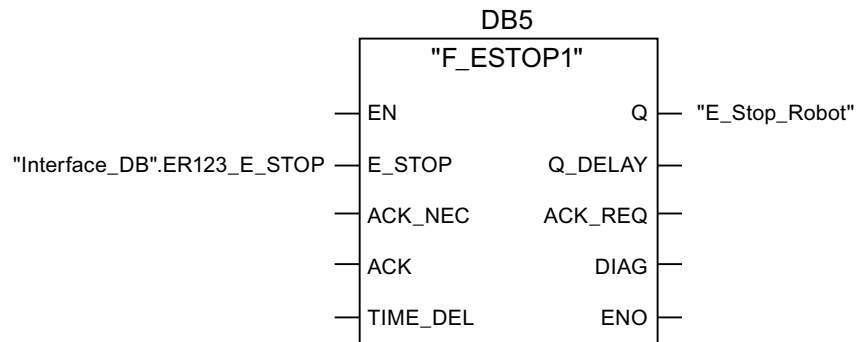 DB5
"F_ESTOP1"
EN Q "E_Stop_Robot"
"Interface_DB".ER123_E_STOP E_STOP Q_DELAY
ACK_NEC ACK_REQ
ACK DIAG
TIME_DEL ENO